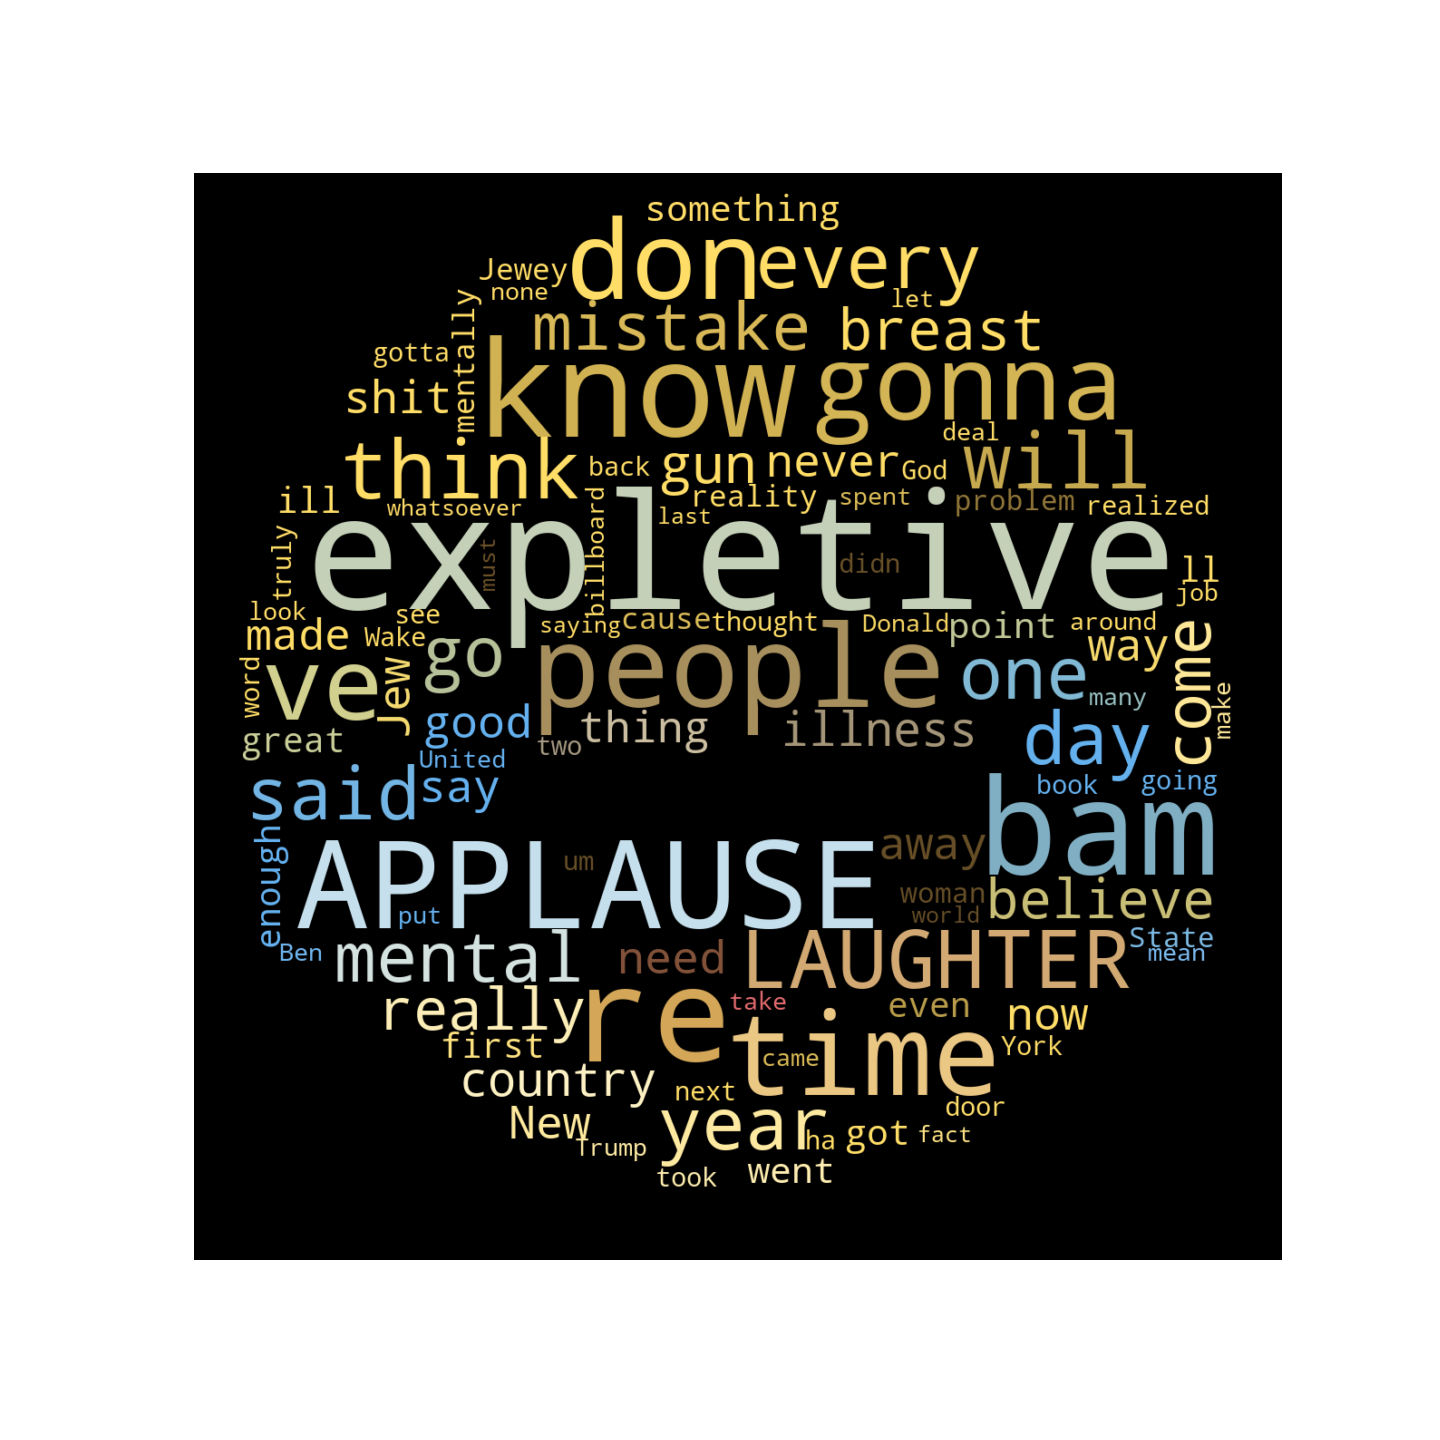 something
don every
Jewey
none
let
mistake breast
mentally
gotta
know gonna
shit
deal
think back gun never God will
ill whatsoever reality spent problem realized
billboard
last
expletive
truly must didn
ll
job
look see
made Wake saying cause thought Donald point around way
word ve Jew go people one come
many make
great good thing illness day
two
United
said say book going
bam
enough APPLAUSE um away
put woman believe
world
Ben mental need LAUGHTER State
mean
really re take even now
first time York
came
country next door
New year ha got fact
Trump
took went